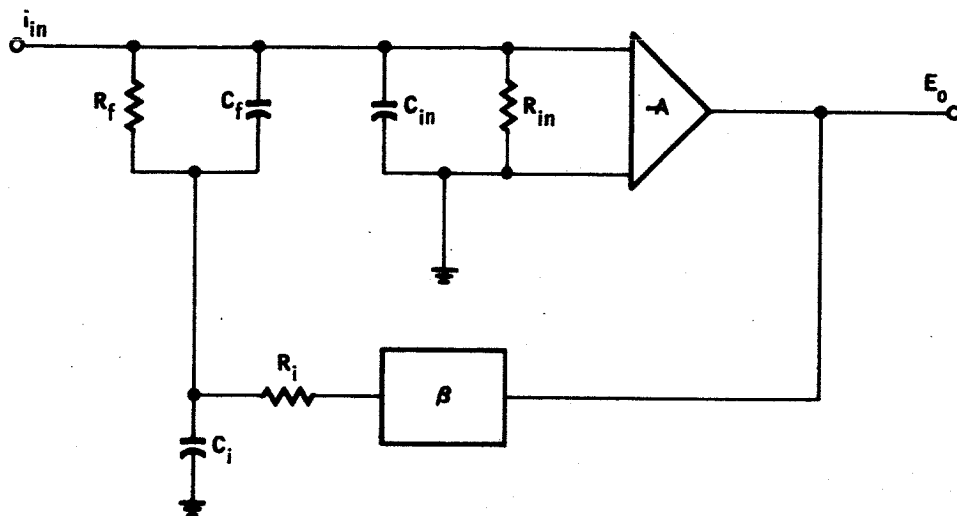 i_in
R_f
C_f
C_in
R_in
-A
E_o
R_i
β
C_i